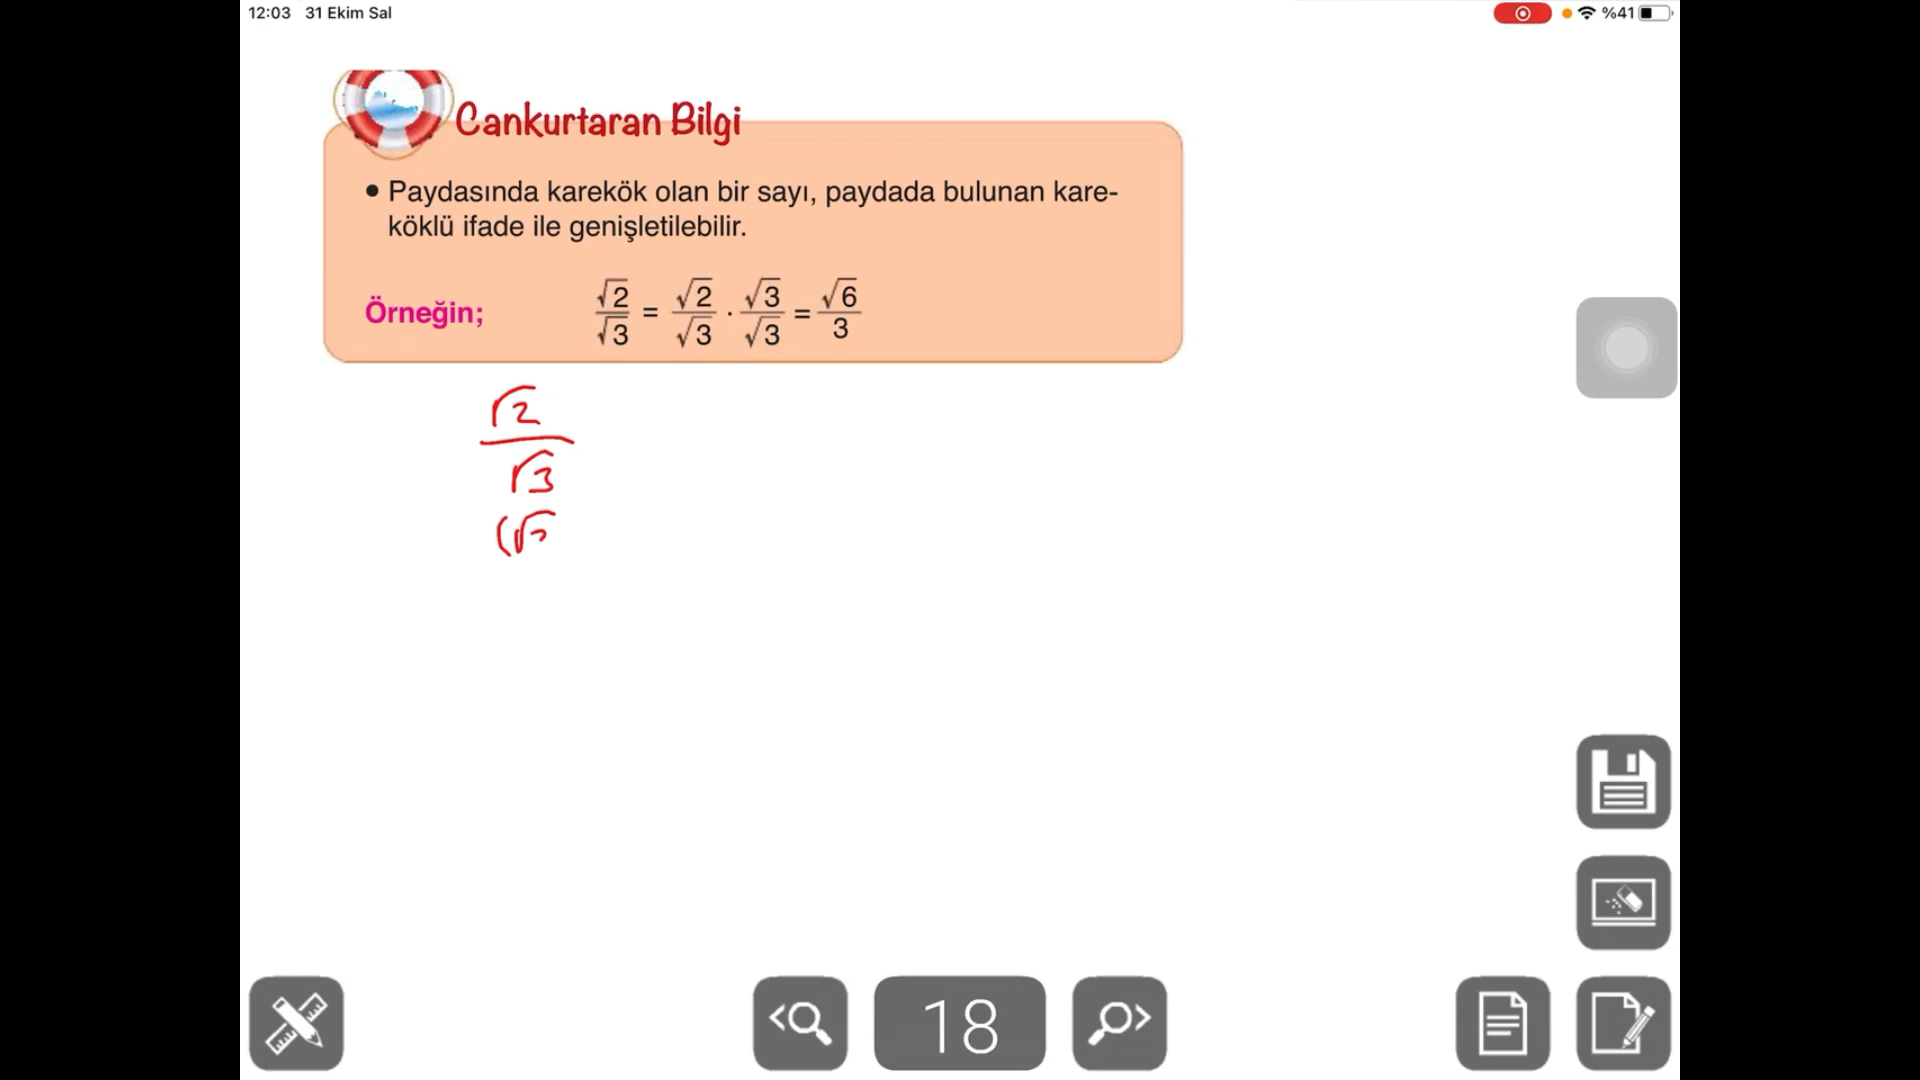 12:03 31 Ekim Sal %41
Cankurtaran Bilgi
• Paydasında karekök olan bir sayı, paydada bulunan kare-
köklü ifade ile genişletilebilir.
Örneğin; √2/√3 = √2/√3 · √3/√3 = √6/3
√2
√3
18